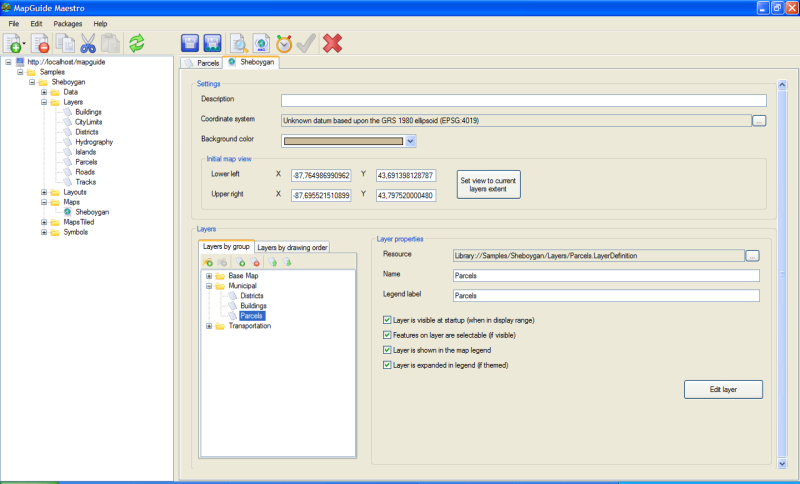 MapGuide Maestro
File Edit Packages Help
http://localhost/mapguide
Samples
Sheboygan
Data
Layers
Buildings
CityLimits
Districts
Hydrography
Islands
Parcels
Roads
Tracks
Layouts
Maps
Sheboygan
MapsTiled
Symbols
Parcels Sheboygan
Settings
Description
Coordinate system Unknown datum based upon the GRS 1980 ellipsoid (EPSG:4019) ...
Background color
Initial map view
Lower left X -87,764986990962 Y 43,691398128787
Upper right X -87,695521510899 Y 43,797520000480
Set view to current
layers extent
Layers
Layers by group Layers by drawing order
Base Map
Municipal
Districts
Buildings
Parcels
Transportation
Layer properties
Resource Library://Samples/Sheboygan/Layers/Parcels.LayerDefinition ...
Name Parcels
Legend label Parcels
Layer is visible at startup (when in display range)
Features on layer are selectable (if visible)
Layer is shown in the map legend
Layer is expanded in legend (if themed)
Edit layer